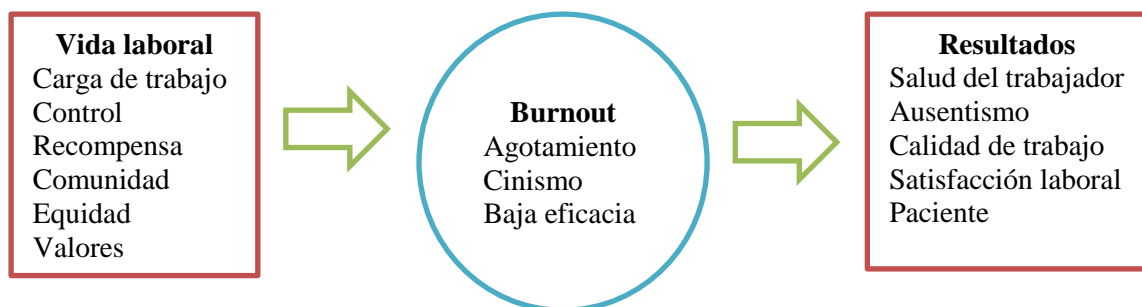 Vida laboral
Carga de trabajo
Control
Recompensa
Comunidad
Equidad
Valores
Burnout
Agotamiento
Cinismo
Baja eficacia
Resultados
Salud del trabajador
Ausentismo
Calidad de trabajo
Satisfacción laboral
Paciente